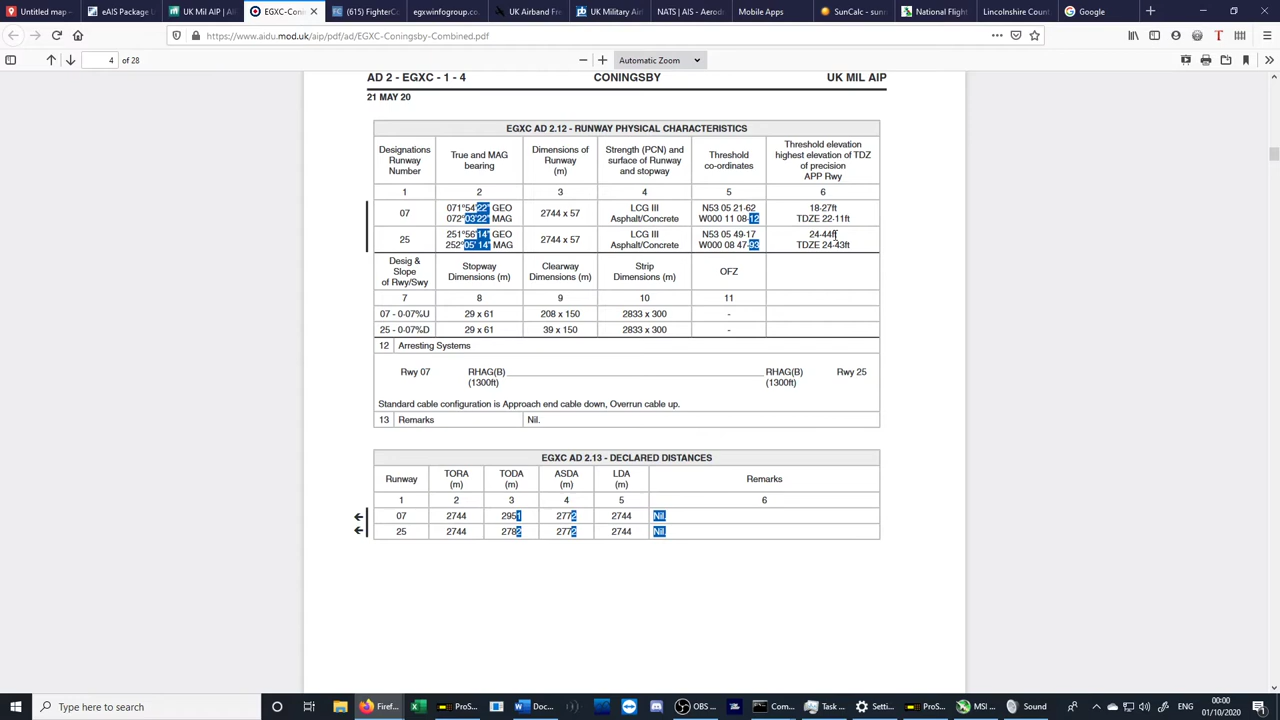 Untitled map -
eAIS Package U
UK Mil AIP | A
EGXC-Coni
(615) FighterC
egxwinfogroup.co
UK Airband Fre
UK Military Aid
NATS | AIS - Aerod
Mobile Apps
SunCalc - sunr
National Flight
Lincolnshire Count
Google
https://www.aidu.mod.uk/aip/pdf/ad/EGXC-Coningsby-Combined.pdf
4 of 28
Automatic Zoom
AD 2 - EGXC - 1 - 4 CONINGSBY UK MIL AIP
21 MAY 20
EGXC AD 2.12 - RUNWAY PHYSICAL CHARACTERISTICS
Designations Runway Number
True and MAG bearing
Dimensions of Runway (m)
Strength (PCN) and surface of Runway and stopway
Threshold co-ordinates
Threshold elevation highest elevation of TDZ of precision APP Rwy
1 2 3 4 5 6
07 071°54'22" GEO 2744 x 57 LCG III N53 05 21·62 18·27ft
072°03'22" MAG Asphalt/Concrete W000 11 08·12 TDZE 22·11ft
25 251°56'14" GEO 2744 x 57 LCG III N53 05 49·17 24·44ft
252°05' 14" MAG Asphalt/Concrete W000 08 47·93 TDZE 24·43ft
Desig & Slope of Rwy/Swy
Stopway Dimensions (m)
Clearway Dimensions (m)
Strip Dimensions (m)
OFZ
7 8 9 10 11
07 - 0·07%U 29 x 61 208 x 150 2833 x 300 -
25 - 0·07%D 29 x 61 39 x 150 2833 x 300 -
12 Arresting Systems
Rwy 07 RHAG(B) RHAG(B) Rwy 25
(1300ft) (1300ft)
Standard cable configuration is Approach end cable down, Overrun cable up.
13 Remarks Nil.
EGXC AD 2.13 - DECLARED DISTANCES
Runway TORA (m) TODA (m) ASDA (m) LDA (m) Remarks
1 2 3 4 5 6
07 2744 2951 2772 2744 Nil.
25 2744 2782 2772 2744 Nil.
Type here to search
Firef...
ProS...
Doc...
OBS ...
Com...
Task ...
Setti...
ProS...
MSI ...
Sound
ENG
00:00
01/10/2020